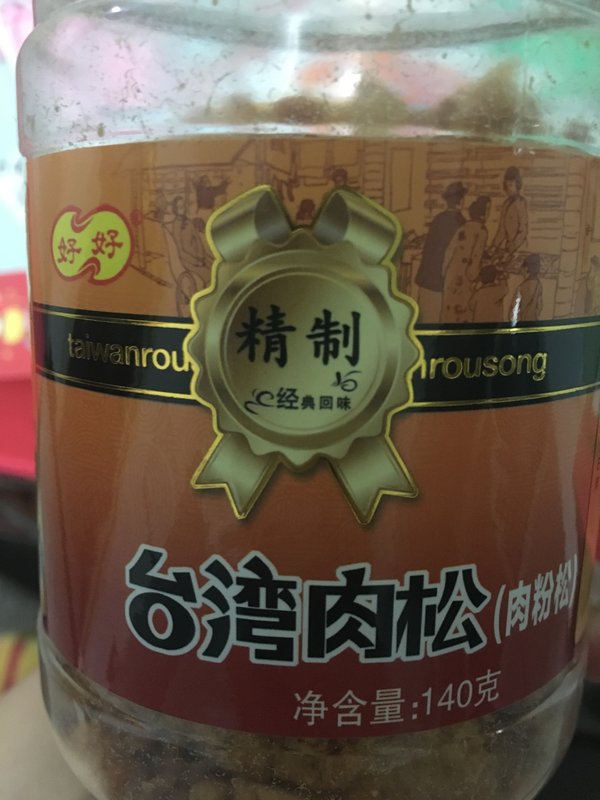 好好
taiwanrou
精制
nrousong
经典回味
台湾肉松(肉粉松)
净含量:140克